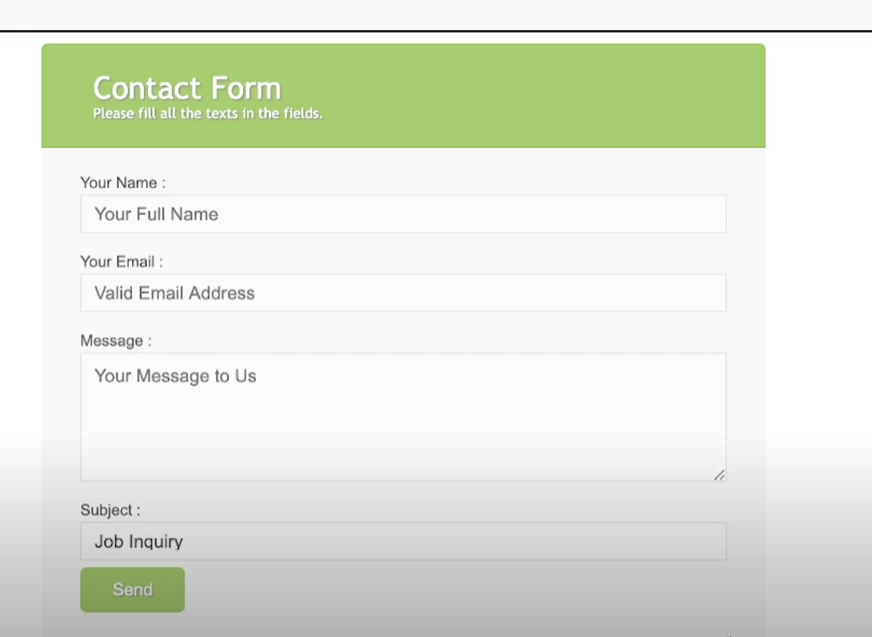 Contact Form
Please fill all the texts in the fields.
Your Name :
Your Full Name
Your Email :
Valid Email Address
Message :
Your Message to Us
Subject :
Job Inquiry
Send